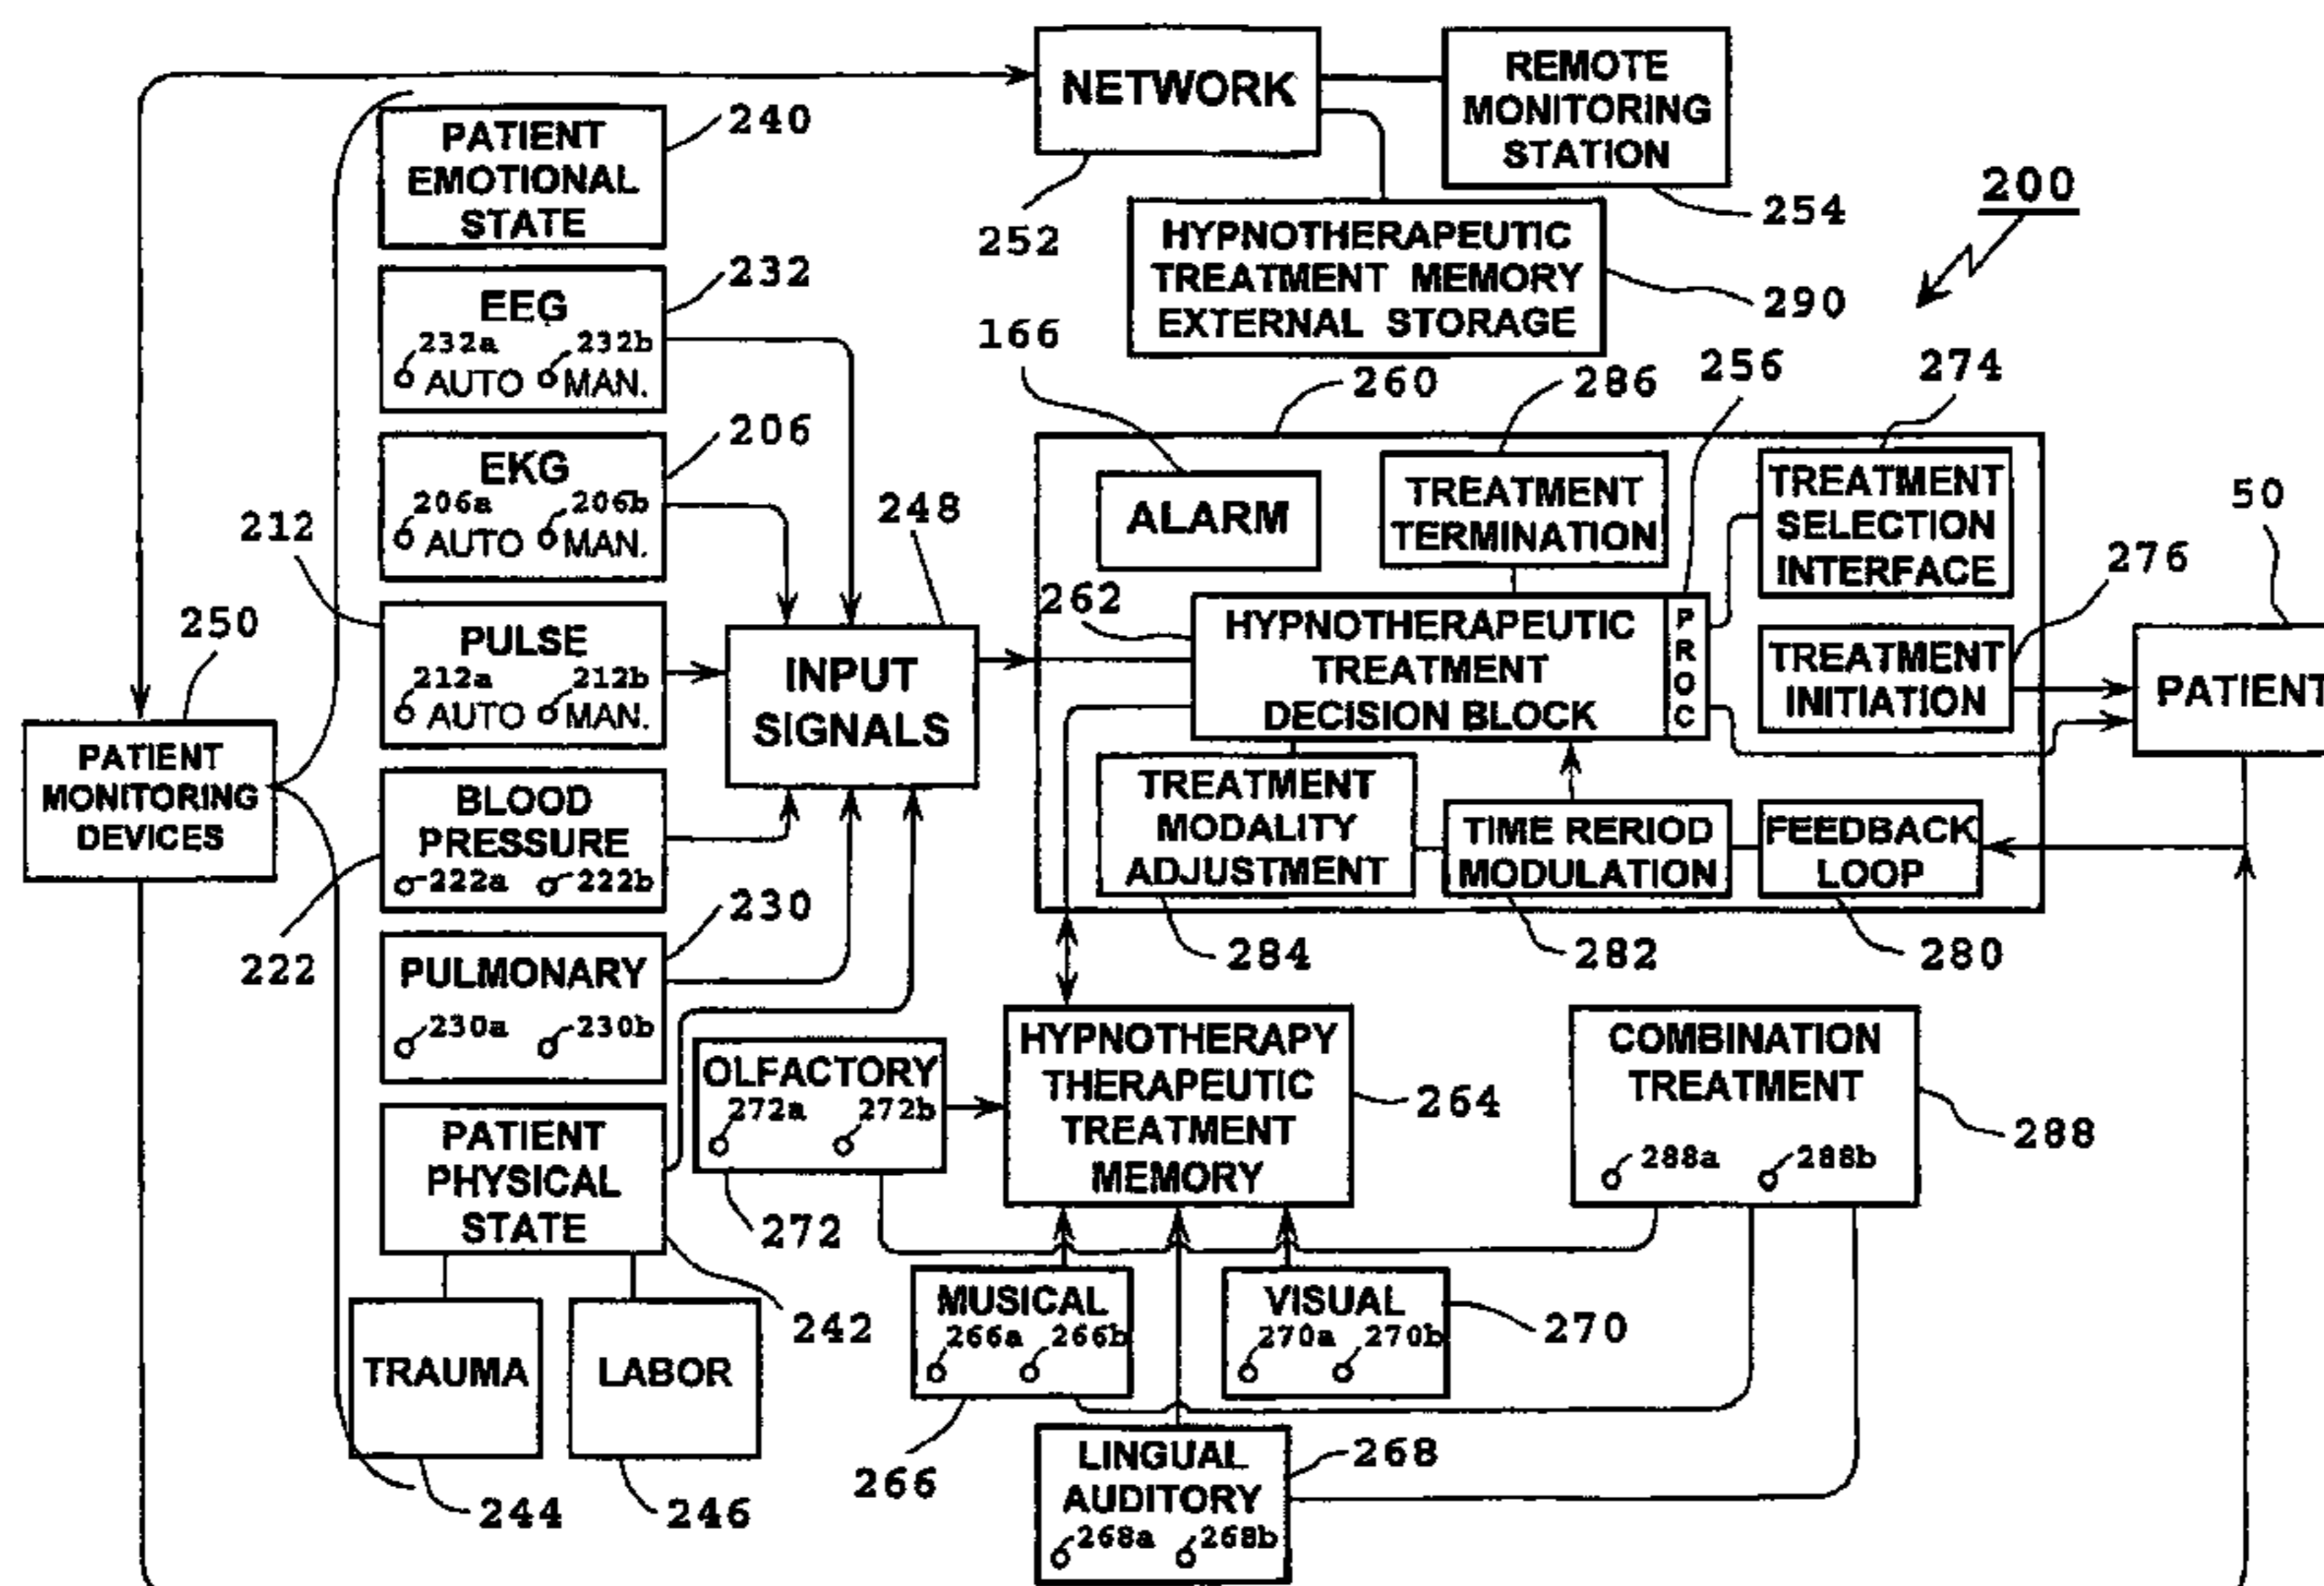 NETWORK
252
REMOTE
MONITORING
STATION
254
200
HYPNOTHERAPEUTIC
TREATMENT MEMORY
EXTERNAL STORAGE
290
PATIENT
EMOTIONAL
STATE
240
EEG
232
232a
232b
AUTO
MAN.
EKG
206
206a
206b
AUTO
MAN.
PULSE
212
212a
212b
AUTO
MAN.
250
PATIENT
MONITORING
DEVICES
BLOOD
PRESSURE
222a
222b
222
PULMONARY
230
230a
230b
PATIENT
PHYSICAL
STATE
242
TRAUMA
244
LABOR
246
248
INPUT
SIGNALS
166
260
286
256
274
ALARM
TREATMENT
TERMINATION
TREATMENT
SELECTION
INTERFACE
262
HYPNOTHERAPEUTIC
TREATMENT
DECISION BLOCK
PROC
276
TREATMENT
INITIATION
50
PATIENT
TREATMENT
MODALITY
ADJUSTMENT
284
TIME RERIOD
MODULATION
282
FEEDBACK
LOOP
280
OLFACTORY
272a
272b
272
HYPNOTHERAPY
THERAPEUTIC
TREATMENT
MEMORY
264
COMBINATION
TREATMENT
288a
288b
288
MUSICAL
266a
266b
266
VISUAL
270a
270b
270
LINGUAL
AUDITORY
268a
268b
268